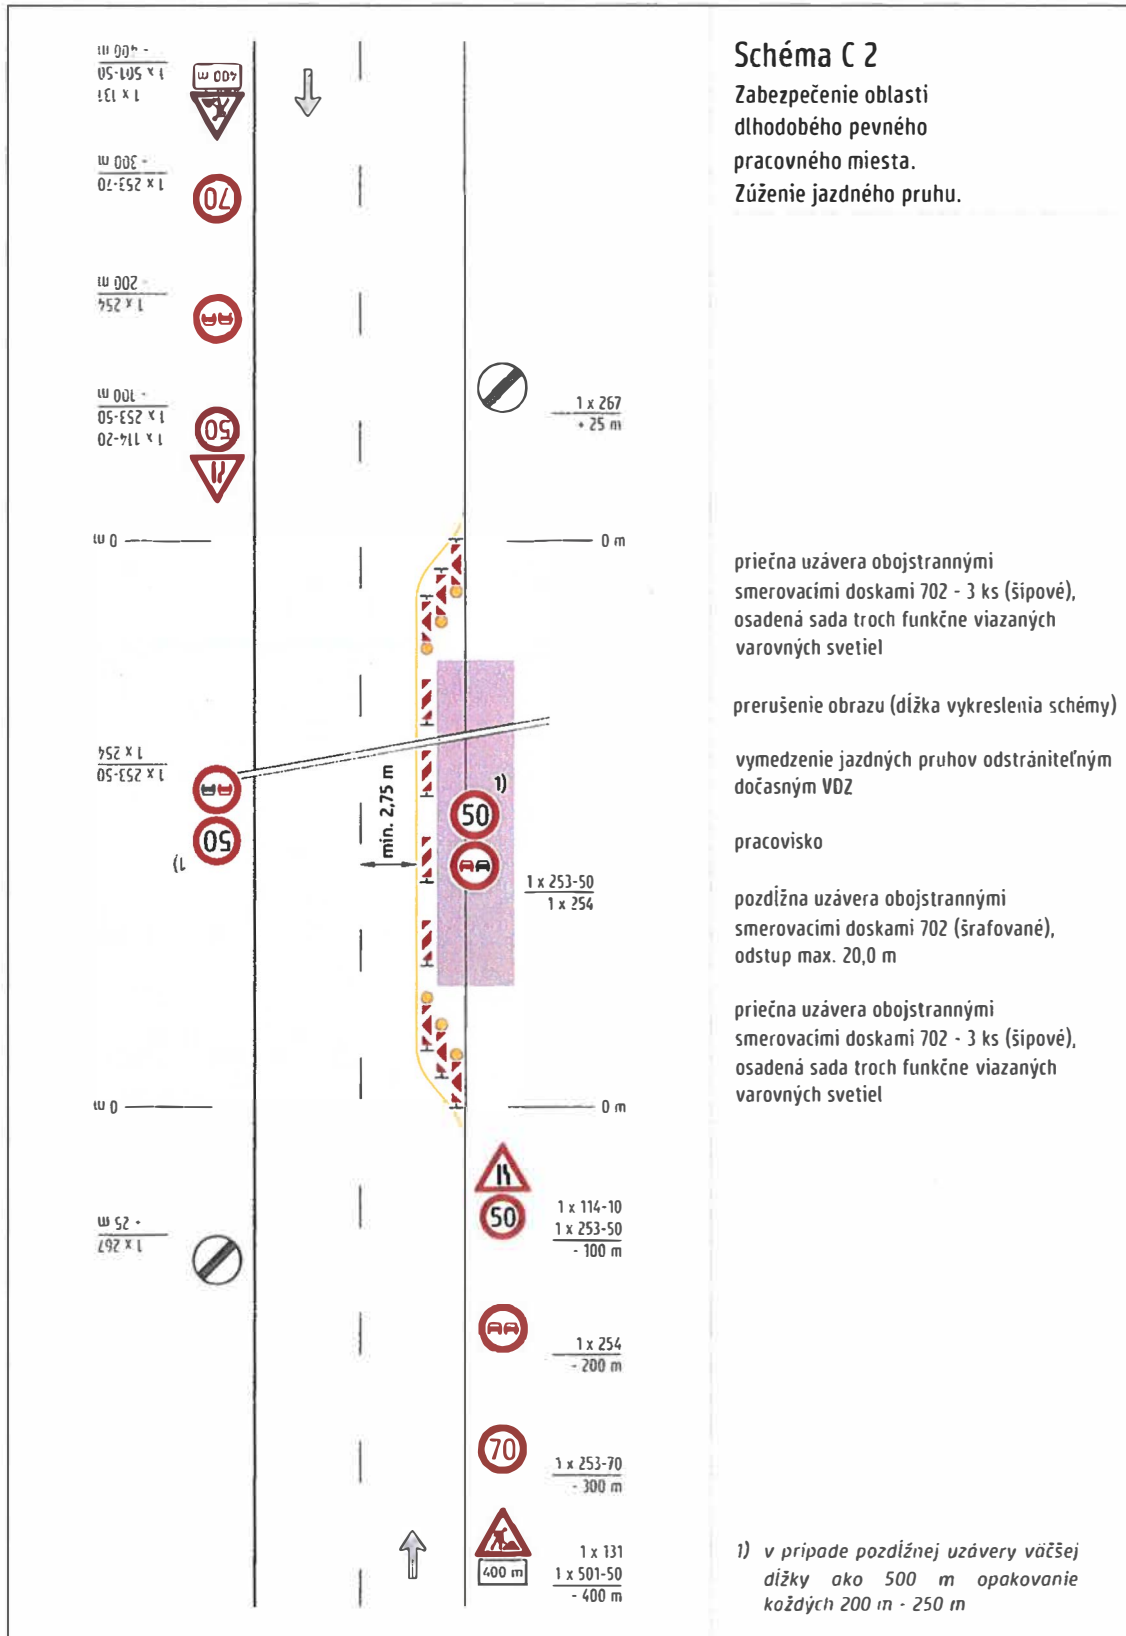 Schéma C 2
Zabezpečenie oblasti
dlhodobého pevného
pracovného miesta.
Zúženie jazdného pruhu.
- 400 m
1 x 501-50
1 x 131
400 m
- 300 m
1 x 253-70
70
- 200 m
1 x 254
- 100 m
1 x 253-50
1 x 114-20
50
1 x 267
+ 25 m
0 m
0 m
priečna uzávera obojstrannými
smerovacími doskami 702 - 3 ks (šípové),
osadená sada troch funkčne viazaných
varovných svetiel
prerušenie obrazu (dĺžka vykreslenia schémy)
1 x 254
1 x 253-50
50
1)
min. 2,75 m
1)
50
1 x 253-50
1 x 254
vymedzenie jazdných pruhov odstrániteľným
dočasným VDZ
pracovisko
pozdĺžna uzávera obojstrannými
smerovacími doskami 702 (šrafované),
odstup max. 20,0 m
priečna uzávera obojstrannými
smerovacími doskami 702 - 3 ks (šípové),
osadená sada troch funkčne viazaných
varovných svetiel
0 m
0 m
50
1 x 114-10
1 x 253-50
- 100 m
+ 25 m
1 x 267
1 x 254
- 200 m
70
1 x 253-70
- 300 m
400 m
1 x 131
1 x 501-50
- 400 m
1) v prípade pozdĺžnej uzávery väčšej
dĺžky ako 500 m opakovanie
každých 200 m - 250 m